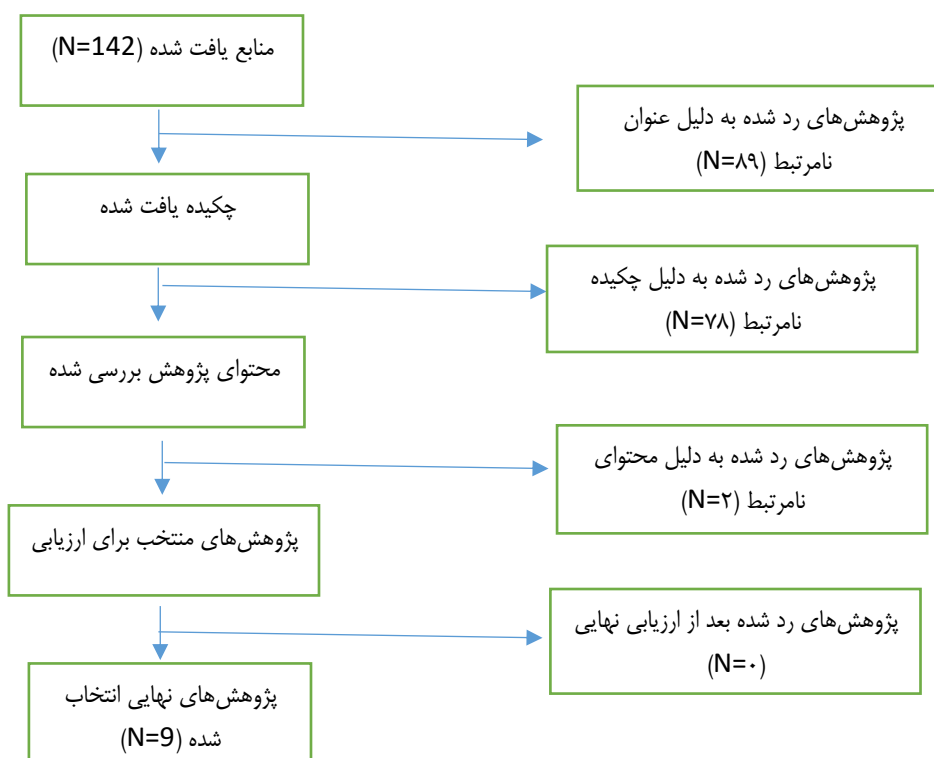 منابع یافت شده (N=142)
پژوهش‌های رد شده به دلیل عنوان
نامرتبط (N=۸۹)
چکیده یافت شده
پژوهش‌های رد شده به دلیل چکیده
نامرتبط (N=۷۸)
محتوای پژوهش بررسی شده
پژوهش‌های رد شده به دلیل محتوای
نامرتبط (N=۲)
پژوهش‌های منتخب برای ارزیابی
پژوهش‌های رد شده بعد از ارزیابی نهایی
(N=۰)
پژوهش‌های نهایی انتخاب
شده (N=9)